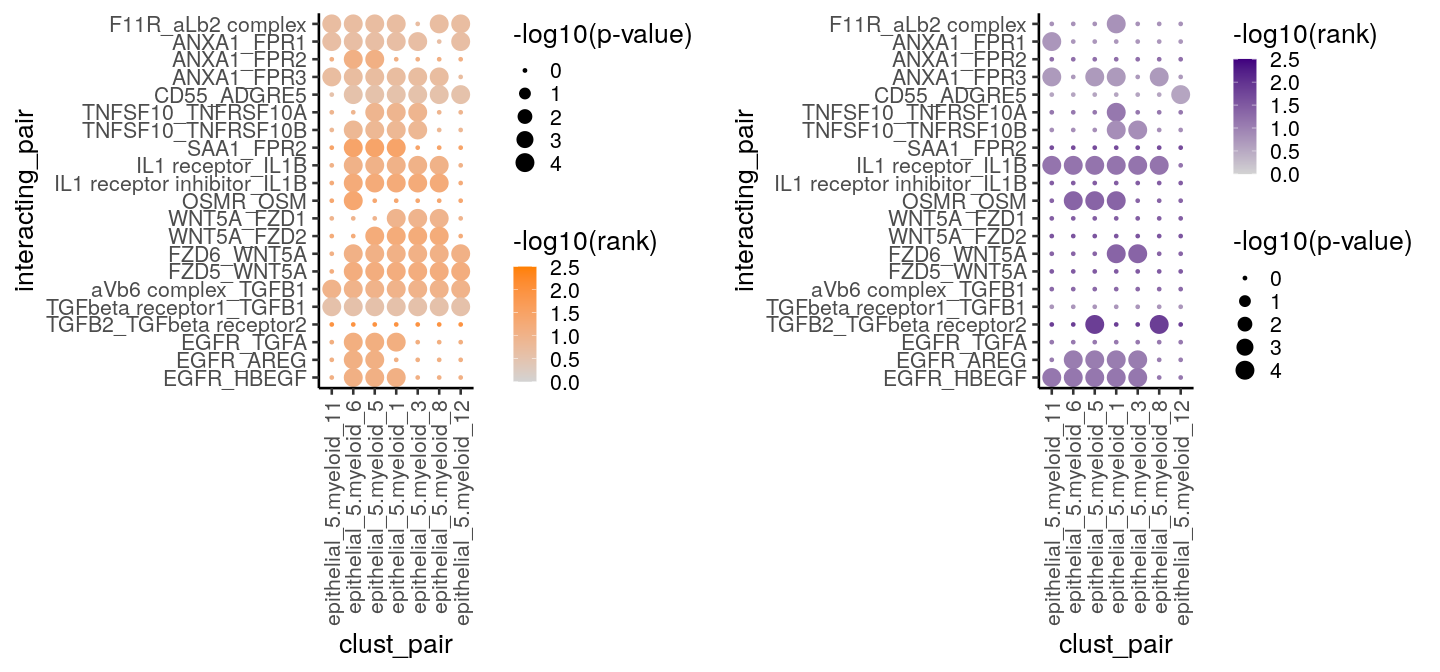 interacting_pair
F11R_aLb2 complex
ANXA1_FPR1
ANXA1_FPR2
ANXA1_FPR3
CD55_ADGRE5
TNFSF10_TNFRSF10A
TNFSF10_TNFRSF10B
SAA1_FPR2
IL1 receptor_IL1B
IL1 receptor inhibitor_IL1B
OSMR_OSM
WNT5A_FZD1
WNT5A_FZD2
FZD6_WNT5A
FZD5_WNT5A
aVb6 complex_TGFB1
TGFbeta receptor1_TGFB1
TGFB2_TGFbeta receptor2
EGFR_TGFA
EGFR_AREG
EGFR_HBEGF
epithelial_5.myeloid_11
epithelial_5.myeloid_6
epithelial_5.myeloid_5
epithelial_5.myeloid_1
epithelial_5.myeloid_3
epithelial_5.myeloid_8
epithelial_5.myeloid_12
clust_pair
-log10(p-value)
0
1
2
3
4
-log10(rank)
2.5
2.0
1.5
1.0
0.5
0.0
interacting_pair
F11R_aLb2 complex
ANXA1_FPR1
ANXA1_FPR2
ANXA1_FPR3
CD55_ADGRE5
TNFSF10_TNFRSF10A
TNFSF10_TNFRSF10B
SAA1_FPR2
IL1 receptor_IL1B
IL1 receptor inhibitor_IL1B
OSMR_OSM
WNT5A_FZD1
WNT5A_FZD2
FZD6_WNT5A
FZD5_WNT5A
aVb6 complex_TGFB1
TGFbeta receptor1_TGFB1
TGFB2_TGFbeta receptor2
EGFR_TGFA
EGFR_AREG
EGFR_HBEGF
epithelial_5.myeloid_11
epithelial_5.myeloid_6
epithelial_5.myeloid_5
epithelial_5.myeloid_1
epithelial_5.myeloid_3
epithelial_5.myeloid_8
epithelial_5.myeloid_12
clust_pair
-log10(rank)
2.5
2.0
1.5
1.0
0.5
0.0
-log10(p-value)
0
1
2
3
4